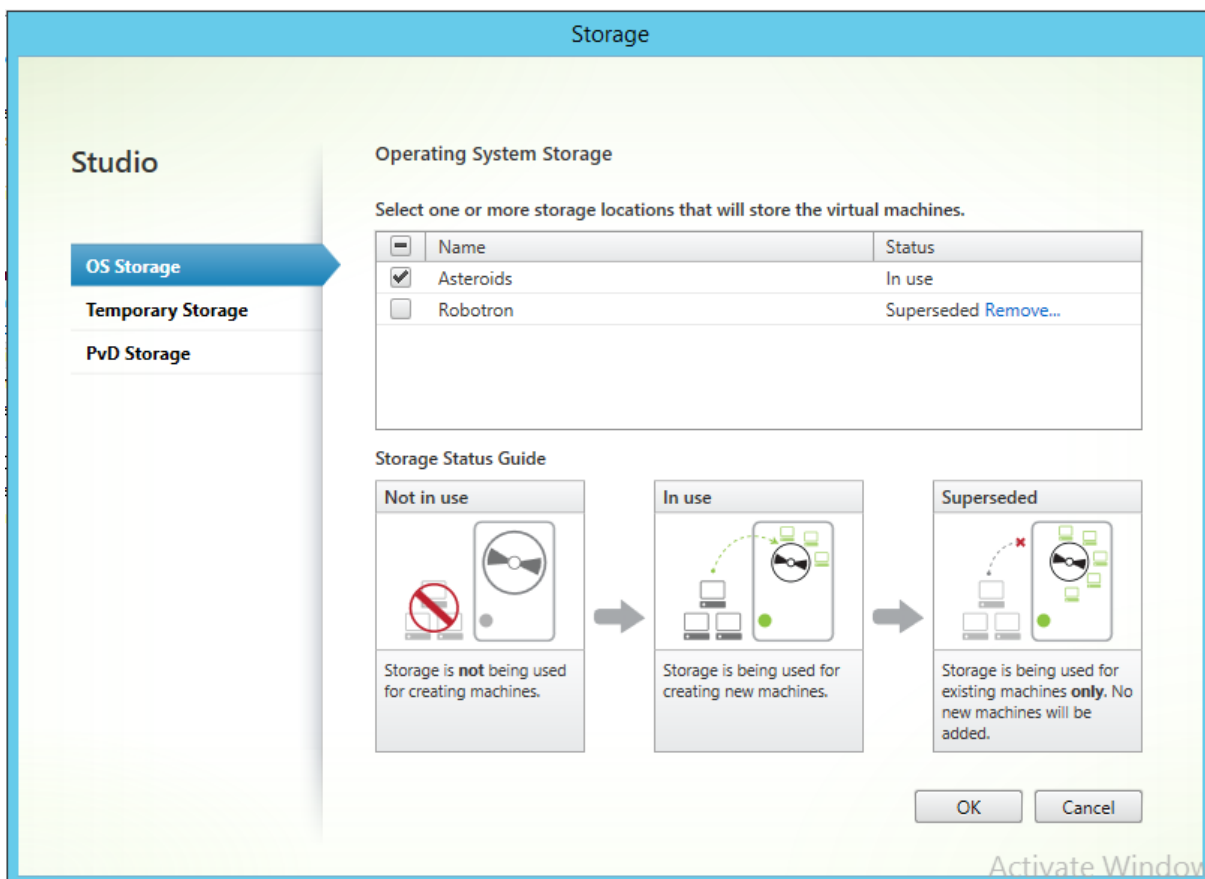 Storage
Studio
OS Storage
Temporary Storage
PvD Storage
Operating System Storage
Select one or more storage locations that will store the virtual machines.
Name Status
Asteroids In use
Robotron Superseded Remove...
Storage Status Guide
Not in use
Storage is not being used
for creating machines.
In use
Storage is being used for
creating new machines.
Superseded
Storage is being used for
existing machines only. No
new machines will be
added.
OK Cancel
Activate Window